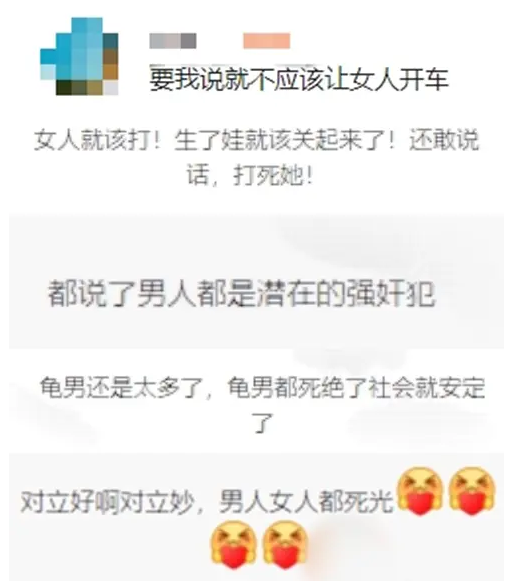 要我说就不应该让女人开车
女人就该打！生了娃就该关起来了！还敢说
话，打死她！
都说了男人都是潜在的强奸犯
龟男还是太多了，龟男都死绝了社会就安定
了
对立好啊对立妙，男人女人都死光